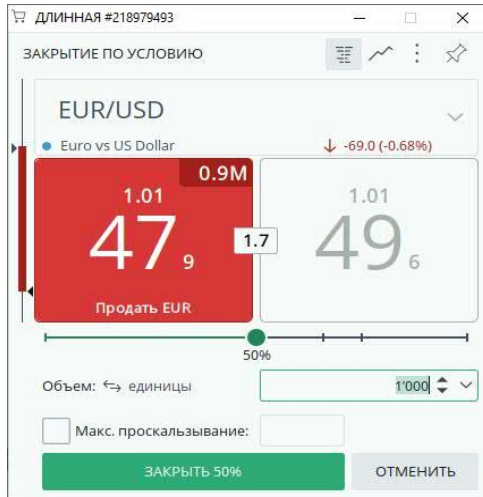 ДЛИННАЯ #218979493
ЗАКРЫТИЕ ПО УСЛОВИЮ
EUR/USD
Euro vs US Dollar ↓ -69.0 (-0.68%)
0.9M
1.01 1.01
47 9 1.7 49 6
Продать EUR
50%
Объем: единицы 1'000
Макс. проскальзывание:
ЗАКРЫТЬ 50% ОТМЕНИТЬ